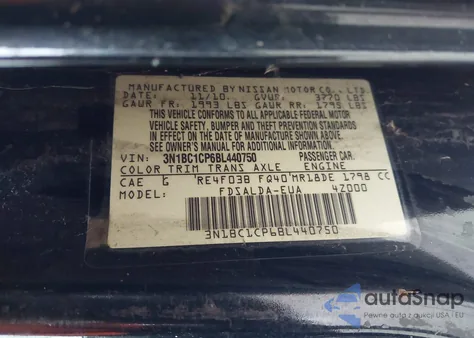 MANUFACTURED BY NISSAN MOTOR CO., LTD.
DATE: 11/10 GVWR: 3770 LBS
GAWR FR: 1993 LBS GAWR RR: 1795 LBS
THIS VEHICLE CONFORMS TO ALL APPLICABLE FEDERAL MOTOR
VEHICLE SAFETY, BUMPER AND THEFT PREVENTION STANDARDS
IN EFFECT ON THE DATE OF MANUFACTURE SHOWN ABOVE.
SEE OWNER'S MANUAL FOR ADDITIONAL INFORMATION.
VIN: 3N1BC1CP6BL440750 PASSENGER CAR
COLOR TRIM TRANS AXLE ENGINE
CAE G RE4F03B FQ40 MR18DE 1798 CC
MODEL: FDSALDA-EUA 4Z000
3N1BC1CP6BL440750
autoSnap
Pewne auta z USA i EU